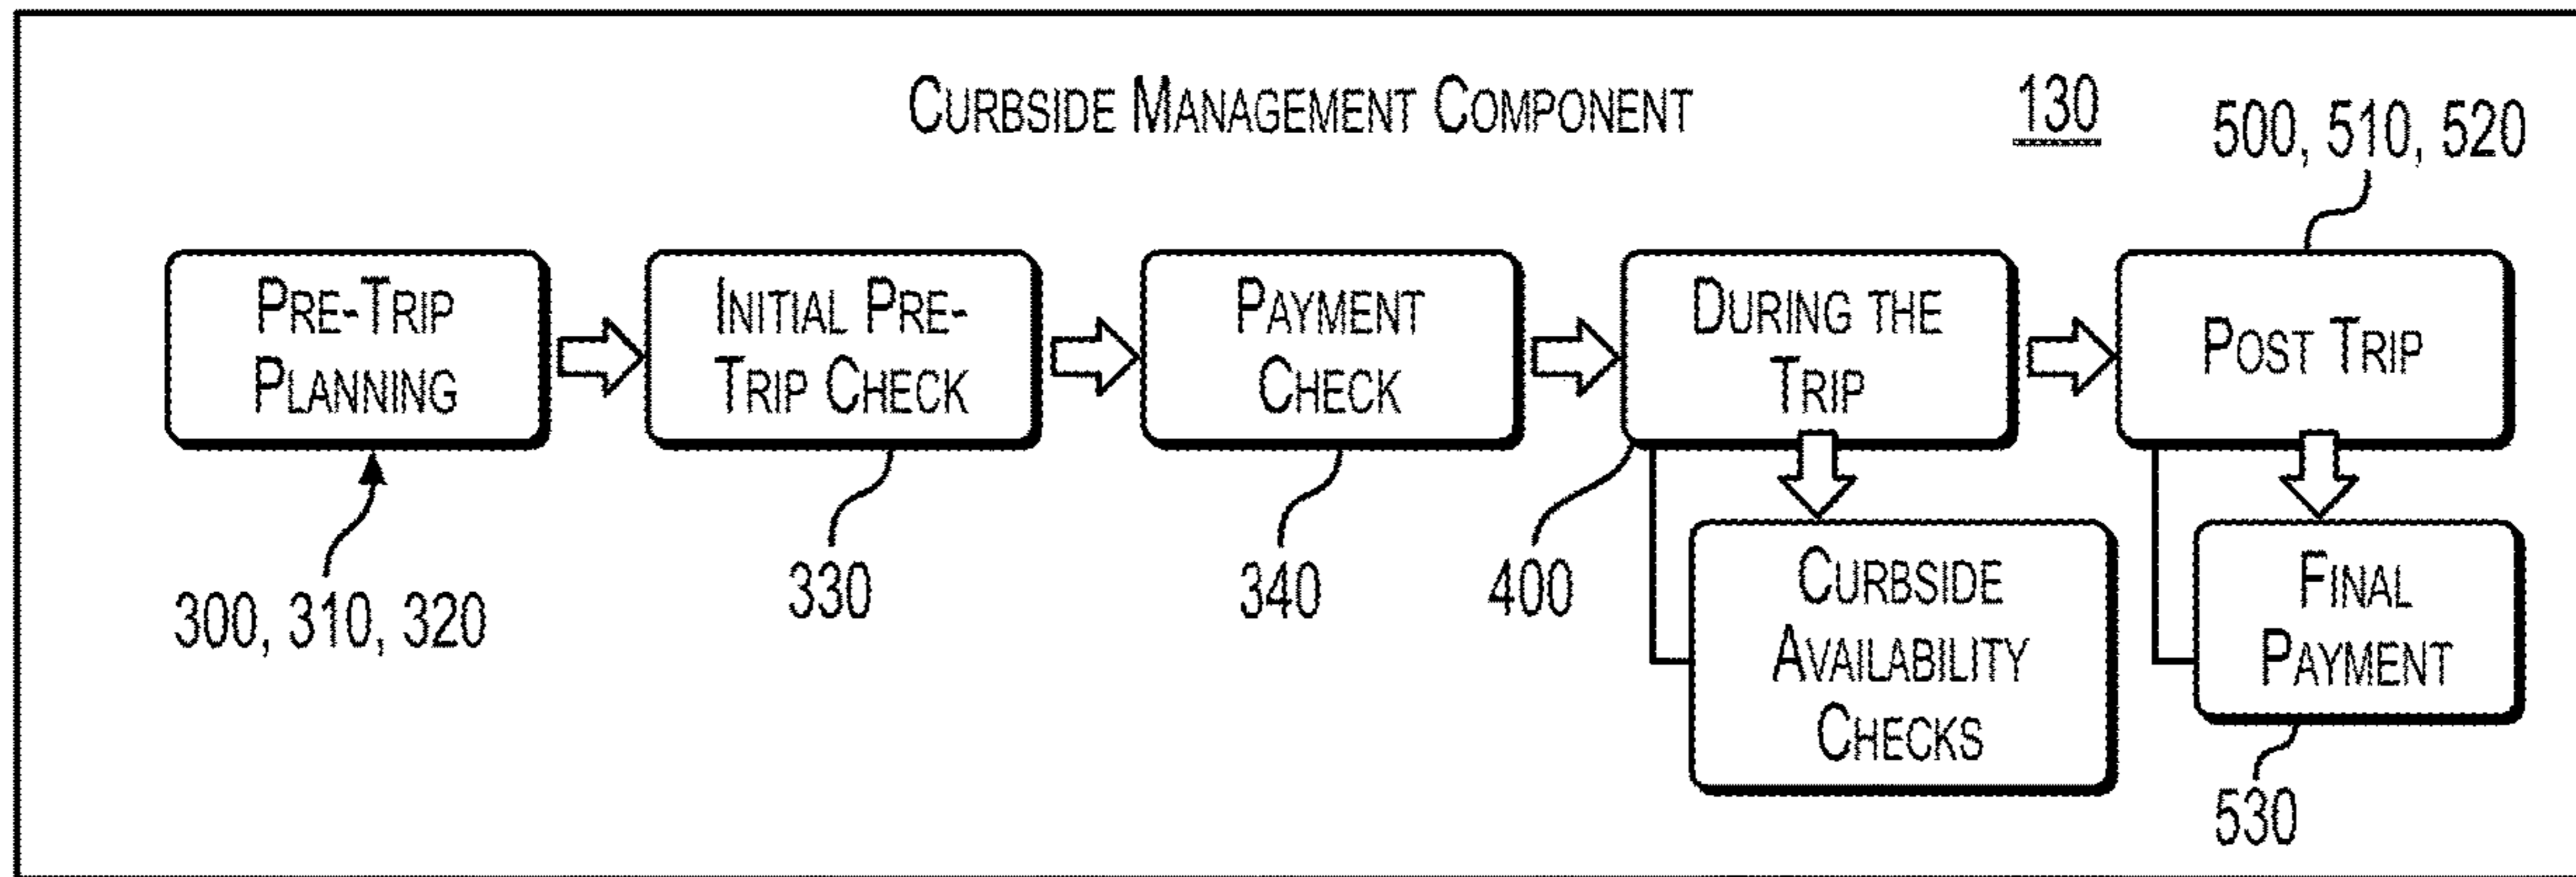 CURBSIDE MANAGEMENT COMPONENT
130
500, 510, 520
PRE-TRIP
PLANNING
INITIAL PRE-
TRIP CHECK
PAYMENT
CHECK
DURING THE
TRIP
POST TRIP
300, 310, 320
330
340
400
CURBSIDE
AVAILABILITY
CHECKS
FINAL
PAYMENT
530